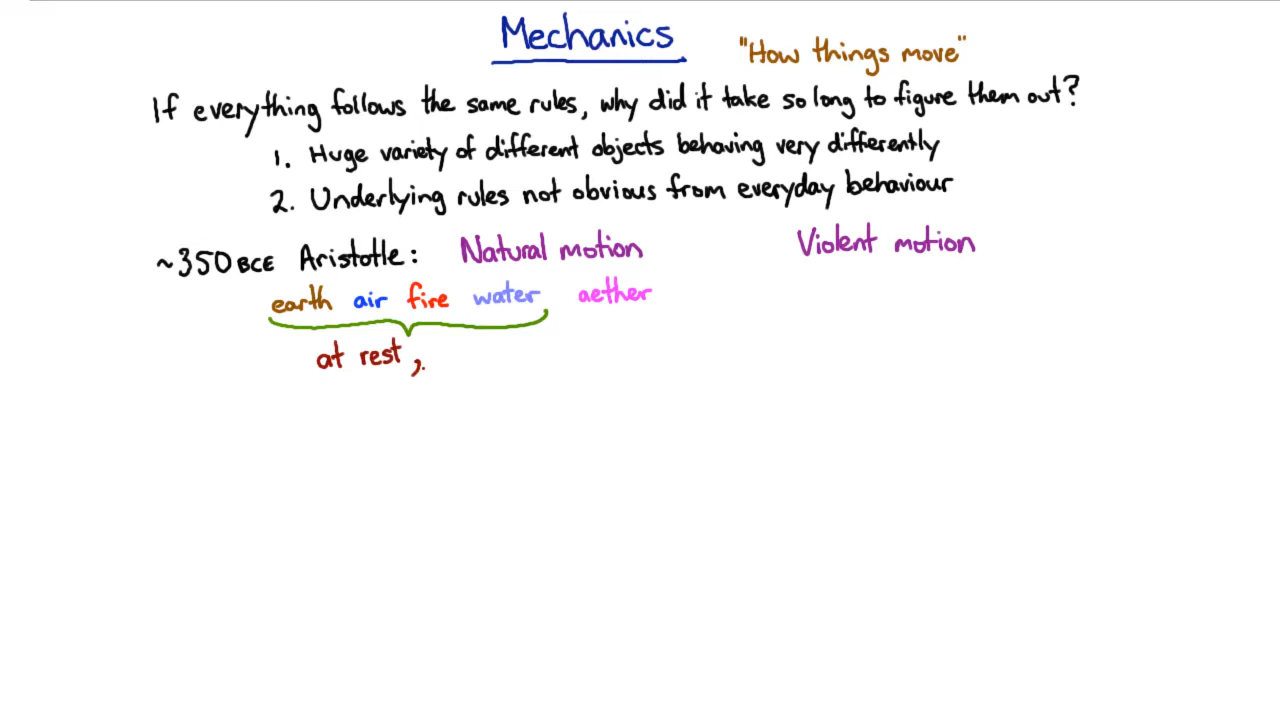 Mechanics
"How things move"
If everything follows the same rules, why did it take so long to figure them out?
1. Huge variety of different objects behaving very differently
2. Underlying rules not obvious from everyday behaviour
~350 BCE Aristotle: Natural motion Violent motion
earth air fire water aether
at rest,